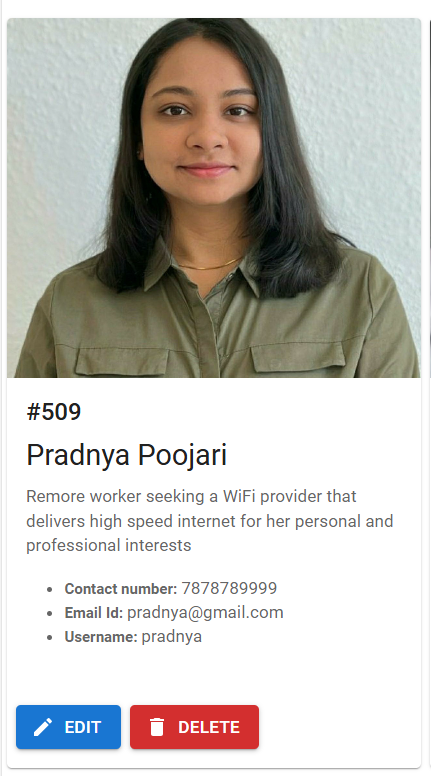 #509
Pradnya Poojari
Remore worker seeking a WiFi provider that
delivers high speed internet for her personal and
professional interests
Contact number: 7878789999
Email Id: pradnya@gmail.com
Username: pradnya
EDIT
DELETE